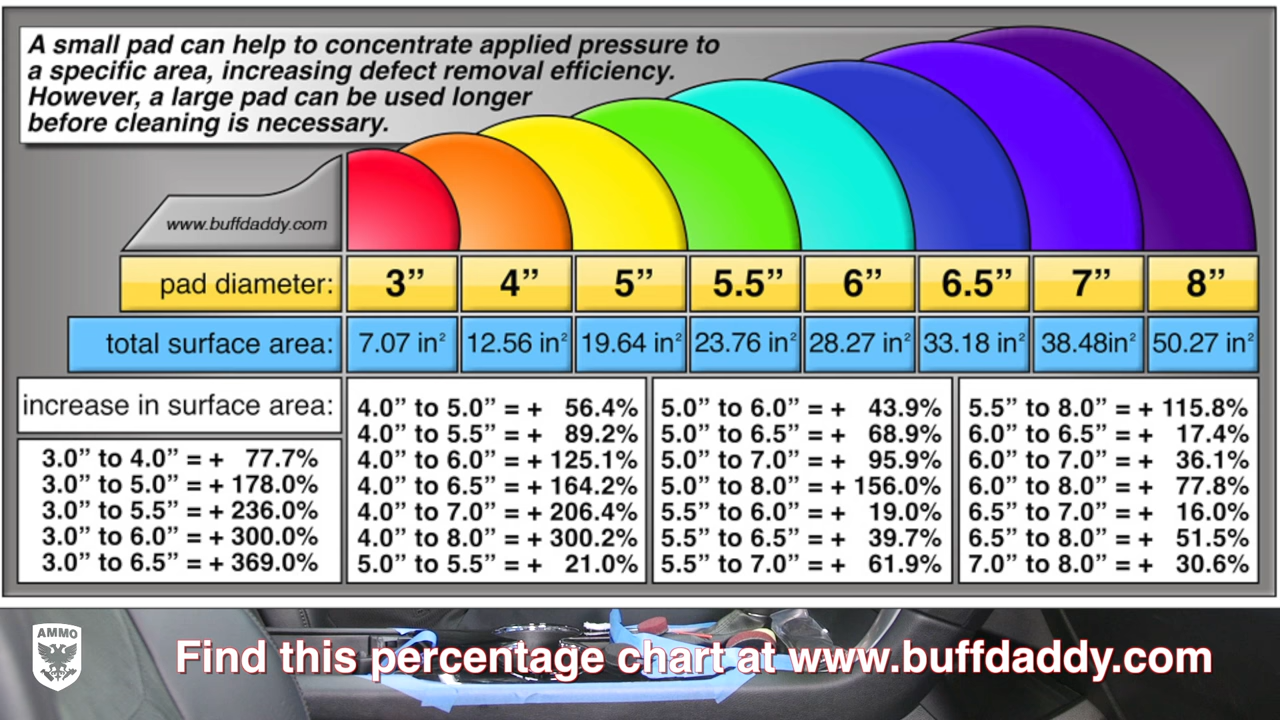 A small pad can help to concentrate applied pressure to
a specific area, increasing defect removal efficiency.
However, a large pad can be used longer
before cleaning is necessary.
www.buffdaddy.com
pad diameter: 3” 4” 5” 5.5” 6” 6.5” 7” 8”
total surface area: 7.07 in² 12.56 in² 19.64 in² 23.76 in² 28.27 in² 33.18 in² 38.48in² 50.27 in²
increase in surface area:
3.0” to 4.0” = + 77.7%
3.0” to 5.0” = + 178.0%
3.0” to 5.5” = + 236.0%
3.0” to 6.0” = + 300.0%
3.0” to 6.5” = + 369.0%
4.0” to 5.0” = + 56.4%
4.0” to 5.5” = + 89.2%
4.0” to 6.0” = + 125.1%
4.0” to 6.5” = + 164.2%
4.0” to 7.0” = + 206.4%
4.0” to 8.0” = + 300.2%
5.0” to 5.5” = + 21.0%
5.0” to 6.0” = + 43.9%
5.0” to 6.5” = + 68.9%
5.0” to 7.0” = + 95.9%
5.0” to 8.0” = + 156.0%
5.5” to 6.0” = + 19.0%
5.5” to 6.5” = + 39.7%
5.5” to 7.0” = + 61.9%
5.5” to 8.0” = + 115.8%
6.0” to 6.5” = + 17.4%
6.0” to 7.0” = + 36.1%
6.0” to 8.0” = + 77.8%
6.5” to 7.0” = + 16.0%
6.5” to 8.0” = + 51.5%
7.0” to 8.0” = + 30.6%
AMMO
Find this percentage chart at www.buffdaddy.com